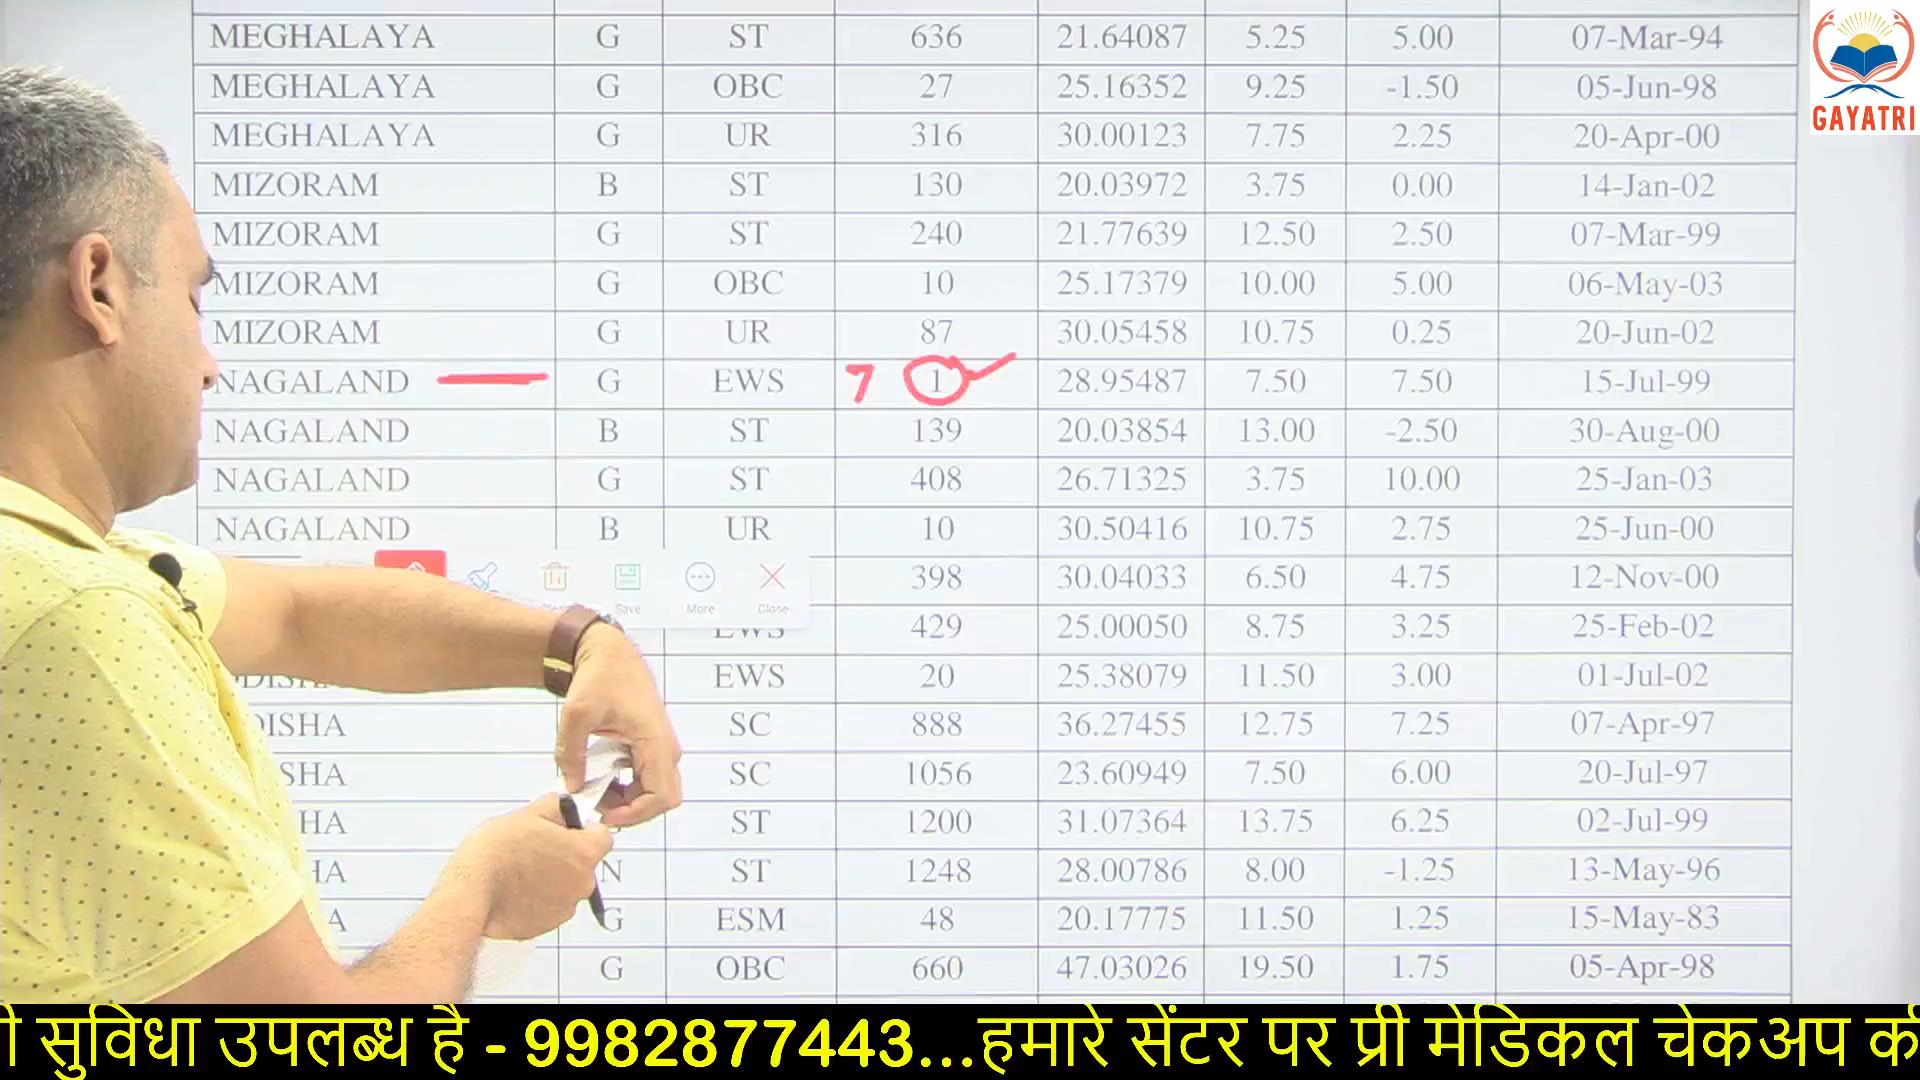 MEGHALAYA G ST 636 21.64087 5.25 5.00 07-Mar-94
MEGHALAYA G OBC 27 25.16352 9.25 -1.50 05-Jun-98
MEGHALAYA G UR 316 30.00123 7.75 2.25 20-Apr-00
GAYATRI
MIZORAM B ST 130 20.03972 3.75 0.00 14-Jan-02
MIZORAM G ST 240 21.77639 12.50 2.50 07-Mar-99
MIZORAM G OBC 10 25.17379 10.00 5.00 06-May-03
MIZORAM G UR 87 30.05458 10.75 0.25 20-Jun-02
NAGALAND G EWS 7 1 28.95487 7.50 7.50 15-Jul-99
NAGALAND B ST 139 20.03854 13.00 -2.50 30-Aug-00
NAGALAND G ST 408 26.71325 3.75 10.00 25-Jan-03
NAGALAND B UR 10 30.50416 10.75 2.75 25-Jun-00
398 30.04033 6.50 4.75 12-Nov-00
Save More Close
EWS 429 25.00050 8.75 3.25 25-Feb-02
EWS 20 25.38079 11.50 3.00 01-Jul-02
DISHA SC 888 36.27455 12.75 7.25 07-Apr-97
SHA SC 1056 23.60949 7.50 6.00 20-Jul-97
HA ST 1200 31.07364 13.75 6.25 02-Jul-99
HA N ST 1248 28.00786 8.00 -1.25 13-May-96
A G ESM 48 20.17775 11.50 1.25 15-May-83
G OBC 660 47.03026 19.50 1.75 05-Apr-98
ी सुविधा उपलब्ध है - 9982877443...हमारे सेंटर पर प्री मेडिकल चेकअप की